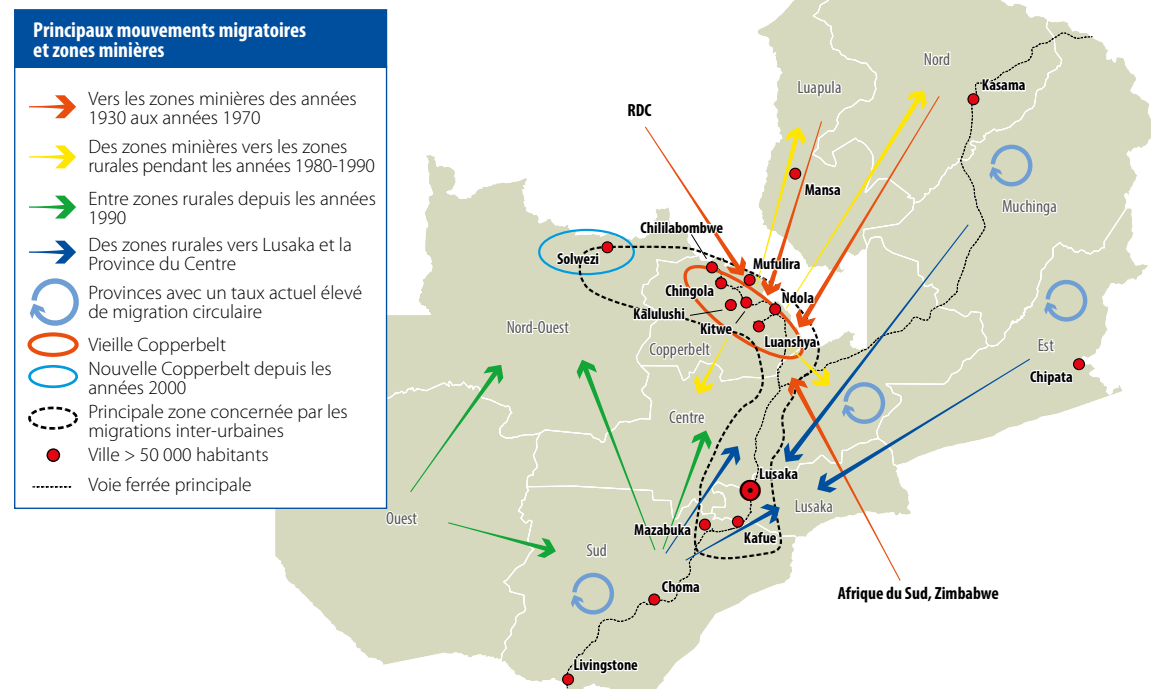 Principaux mouvements migratoires
et zones minières
Vers les zones minières des années
1930 aux années 1970
Des zones minières vers les zones
rurales pendant les années 1980-1990
Entre zones rurales depuis les années
1990
Des zones rurales vers Lusaka et la
Province du Centre
Provinces avec un taux actuel élevé
de migration circulaire
Vieille Copperbelt
Nouvelle Copperbelt depuis les
années 2000
Principale zone concernée par les
migrations inter-urbaines
Ville > 50 000 habitants
Voie ferrée principale
Nord
Luapula
Kasama
RDC
Mansa
Muchinga
Chililabombwe
Solwezi
Mufulira
Chingola
Ndola
Kalulushi
Kitwe
Nord-Ouest
Luanshya
Copperbelt
Est
Chipata
Centre
Lusaka
Lusaka
Ouest
Mazabuka
Kafue
Sud
Choma
Afrique du Sud, Zimbabwe
Livingstone